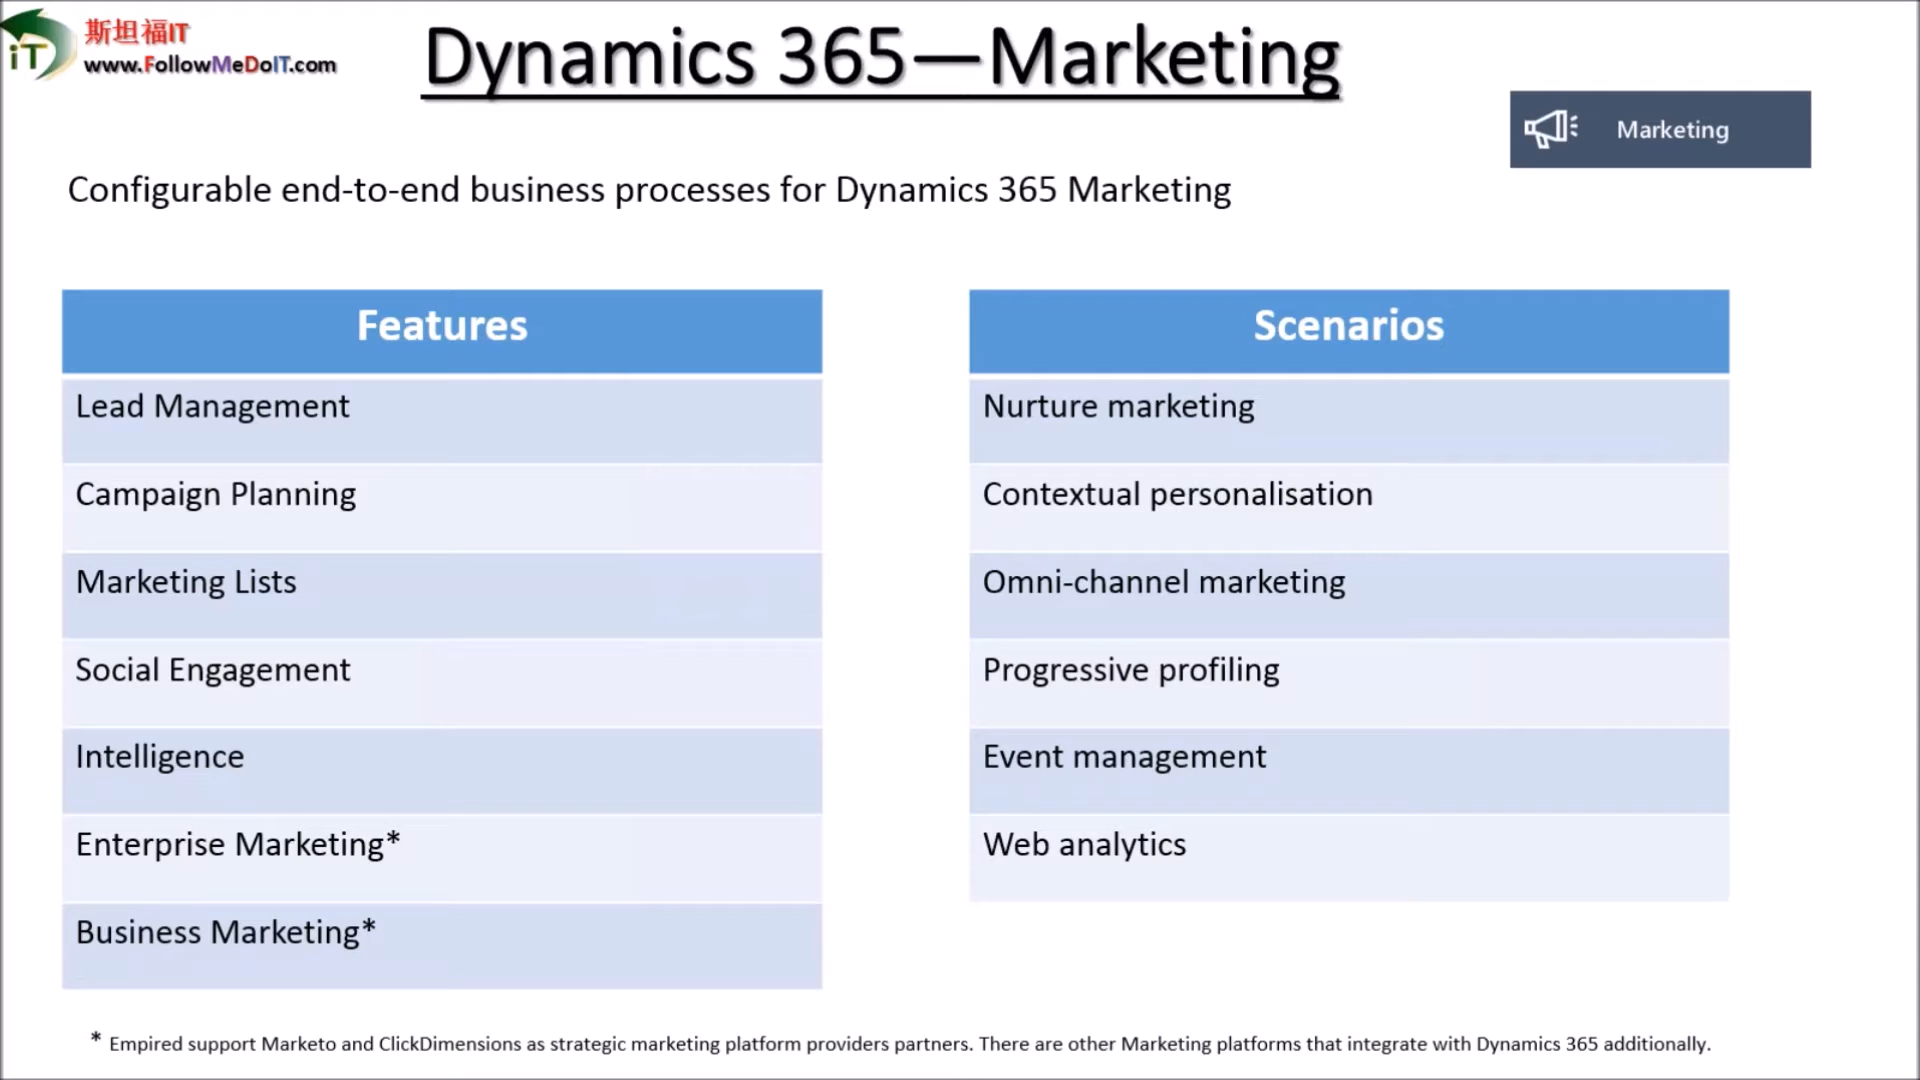 斯坦福IT
iT
www.FollowMeDoIT.com
Dynamics 365—Marketing
Marketing
Configurable end-to-end business processes for Dynamics 365 Marketing
Features
Lead Management
Campaign Planning
Marketing Lists
Social Engagement
Intelligence
Enterprise Marketing*
Business Marketing*
Scenarios
Nurture marketing
Contextual personalisation
Omni-channel marketing
Progressive profiling
Event management
Web analytics
* Empired support Marketo and ClickDimensions as strategic marketing platform providers partners. There are other Marketing platforms that integrate with Dynamics 365 additionally.